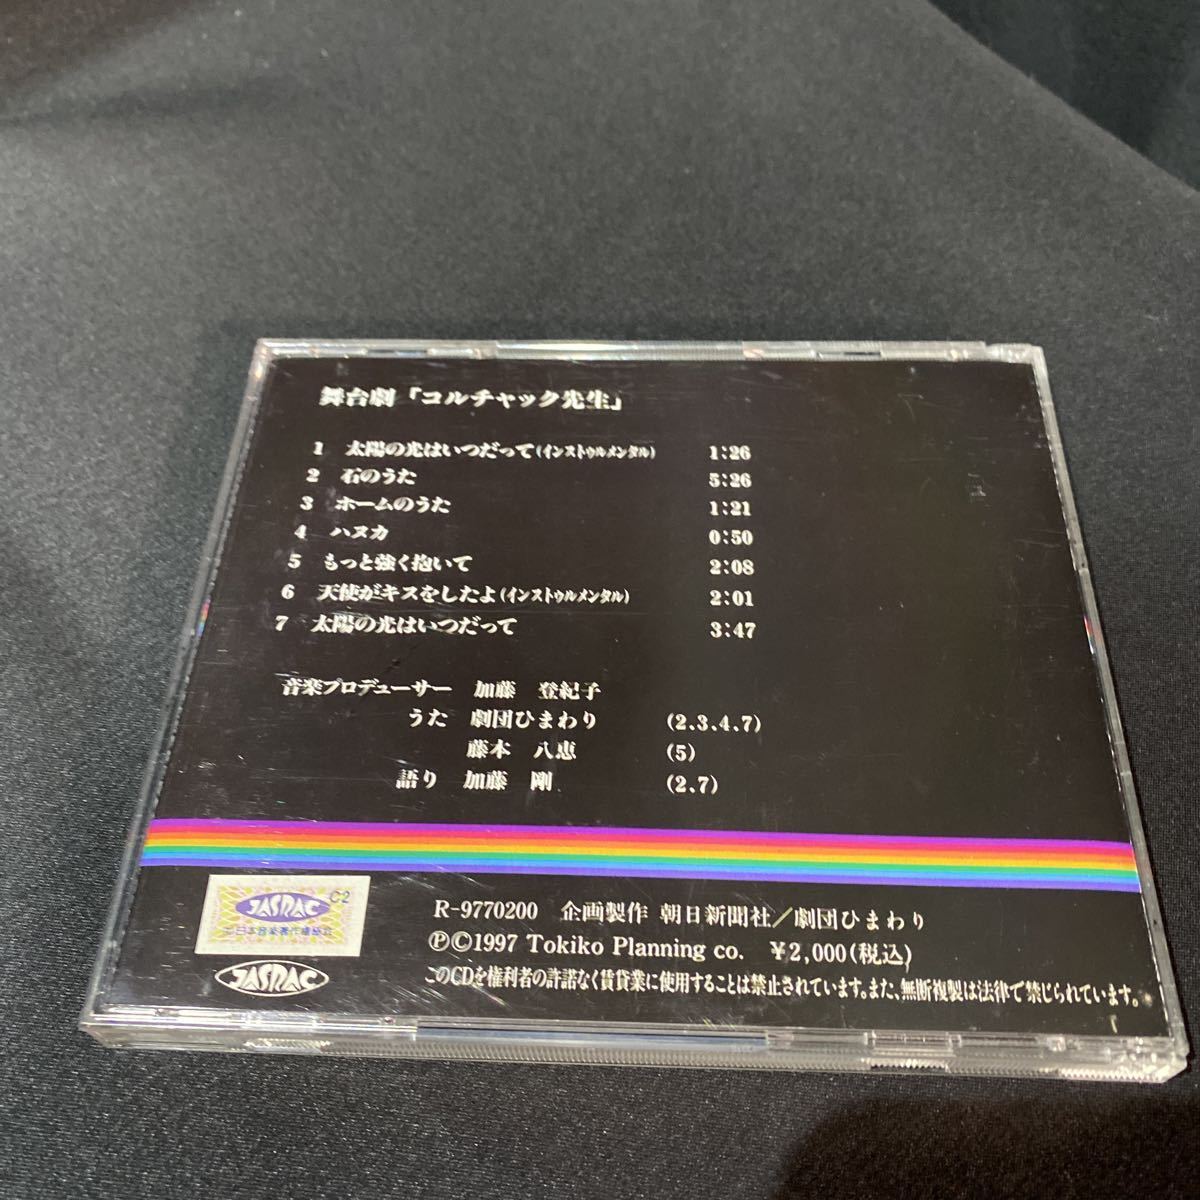 舞台劇「コルチャック先生」
1 太陽の光はいつだって(インストゥルメンタル) 1:26
2 石のうた 5:26
3 ホームのうた 1:21
4 ハヌカ 0:50
5 もっと強く抱いて 2:08
6 天使がキスをしたよ(インストゥルメンタル) 2:01
7 太陽の光はいつだって 3:47
音楽プロデューサー 加藤 登紀子
うた 劇団ひまわり (2.3.4.7)
藤本 八恵 (5)
語り 加藤 剛 (2.7)
JASRAC C2
JASRAC
R-9770200 企画製作 朝日新聞社/劇団ひまわり
Ⓟ©1997 Tokiko Planning co. ¥2,000(税込)
このCDを権利者の許諾なく賃貸業に使用することは禁止されています。また、無断複製は法律で禁じられています。